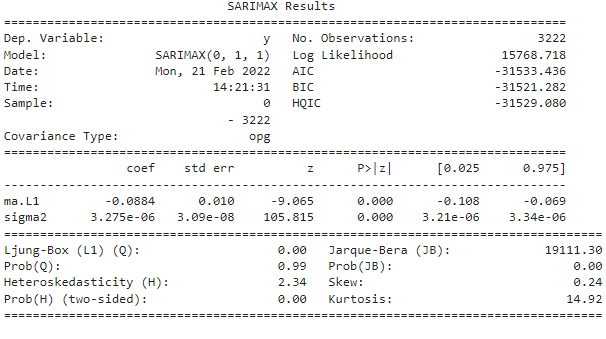 SARIMAX Results
==============================================================================
Dep. Variable:                      y   No. Observations:                 3222
Model:               SARIMAX(0, 1, 1)   Log Likelihood               15768.718
Date:                Mon, 21 Feb 2022   AIC                         -31533.436
Time:                        14:21:31   BIC                         -31521.282
Sample:                             0   HQIC                        -31529.080
                               - 3222
Covariance Type:                  opg
==============================================================================
                 coef    std err          z      P>|z|      [0.025      0.975]
------------------------------------------------------------------------------
ma.L1         -0.0884      0.010     -9.065      0.000      -0.108      -0.069
sigma2      3.275e-06   3.09e-08    105.815      0.000    3.21e-06    3.34e-06
===================================================================================
Ljung-Box (L1) (Q):                   0.00   Jarque-Bera (JB):             19111.30
Prob(Q):                              0.99   Prob(JB):                         0.00
Heteroskedasticity (H):               2.34   Skew:                             0.24
Prob(H) (two-sided):                  0.00   Kurtosis:                        14.92
===================================================================================